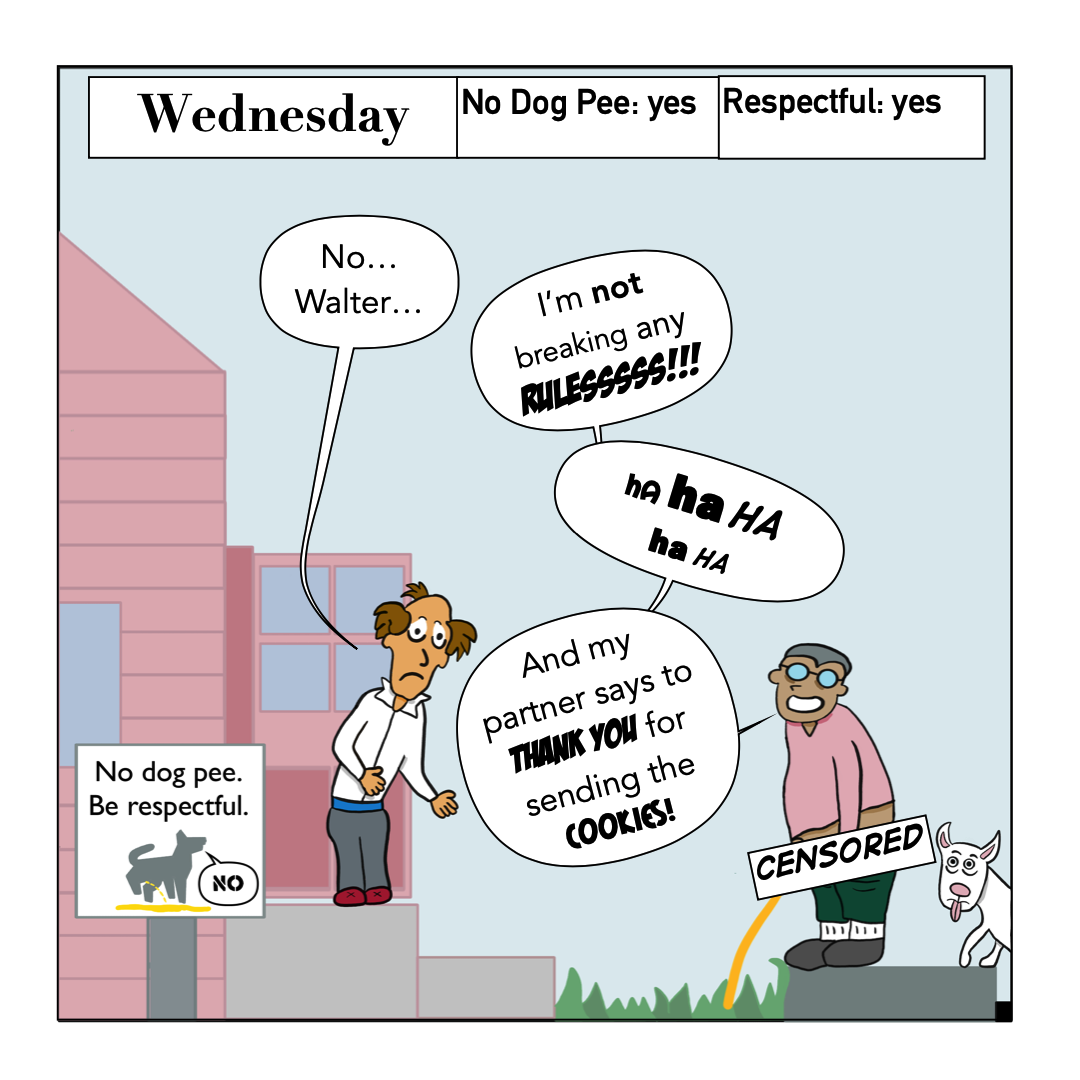 Wednesday
No Dog Pee: yes
Respectful: yes
No...
Walter...
I'm not
breaking any
RULESSSSS!!!
hA ha HA
ha HA
And my
partner says to
THANK YOU for
sending the
COOKIES!
No dog pee.
Be respectful.
NO
CENSORED